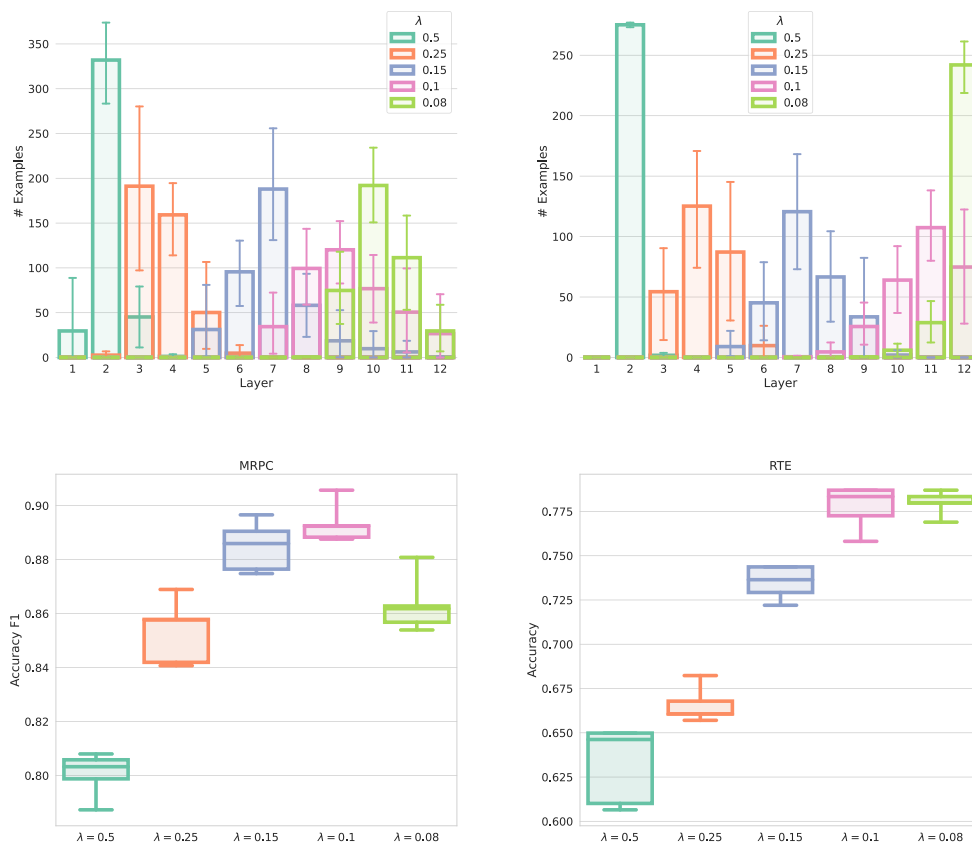 λ
0.5
0.25
0.15
0.1
0.08
# Examples
350
300
250
200
150
100
50
0
1 2 3 4 5 6 7 8 9 10 11 12
Layer
λ
0.5
0.25
0.15
0.1
0.08
# Examples
250
200
150
100
50
0
1 2 3 4 5 6 7 8 9 10 11 12
Layer
MRPC
Accuracy F1
0.90
0.88
0.86
0.84
0.82
0.80
λ = 0.5 λ = 0.25 λ = 0.15 λ = 0.1 λ = 0.08
RTE
Accuracy
0.775
0.750
0.725
0.700
0.675
0.650
0.625
0.600
λ = 0.5 λ = 0.25 λ = 0.15 λ = 0.1 λ = 0.08